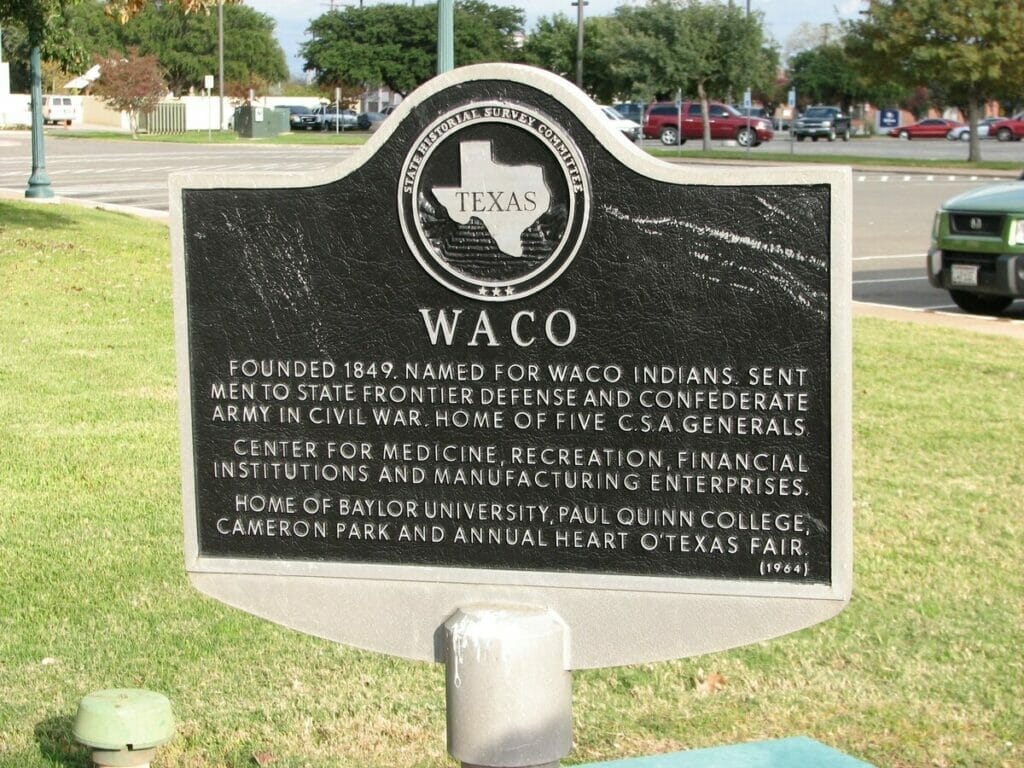 STATE HISTORICAL SURVEY COMMITTEE
TEXAS
WACO
FOUNDED 1849. NAMED FOR WACO INDIANS. SENT
MEN TO STATE FRONTIER DEFENSE AND CONFEDERATE
ARMY IN CIVIL WAR. HOME OF FIVE C.S.A. GENERALS.
CENTER FOR MEDICINE, RECREATION, FINANCIAL
INSTITUTIONS AND MANUFACTURING ENTERPRISES.
HOME OF BAYLOR UNIVERSITY, PAUL QUINN COLLEGE,
CAMERON PARK AND ANNUAL HEART O'TEXAS FAIR.
(1964)